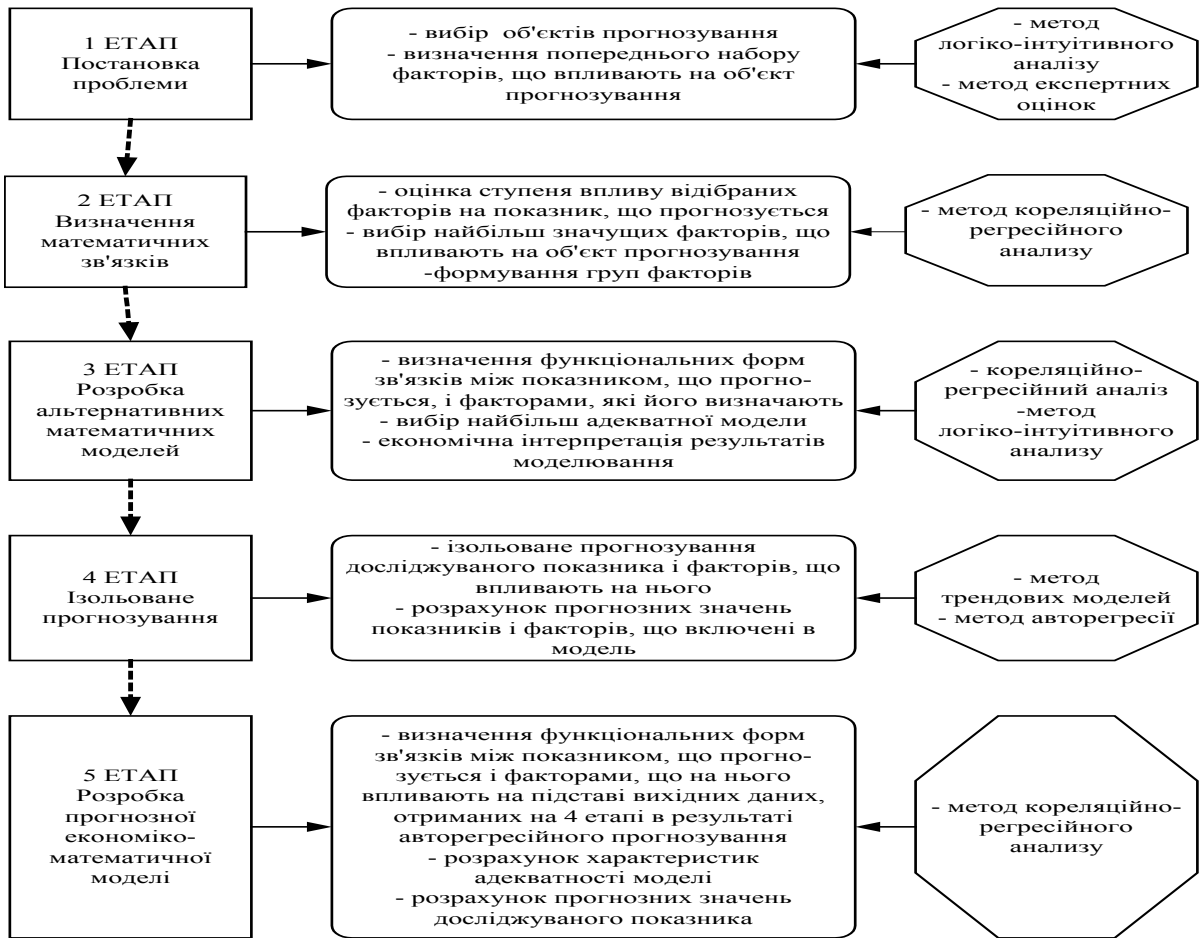 1 ЕТАП
Постановка
проблеми
- вибір об'єктів прогнозування
- визначення попереднього набору
факторів, що впливають на об'єкт
прогнозування
- метод
логіко-інтуітивного
аналізу
- метод експертних
оцінок
2 ЕТАП
Визначення
математичних
зв'язків
- оцінка ступеня впливу відібраних
факторів на показник, що прогнозується
- вибір найбільш значущих факторів, що
впливають на об'єкт прогнозування
-формування груп факторів
- метод кореляційно-
регресійного
анализу
3 ЕТАП
Розробка
альтернативних
математичних
моделей
- визначення функціональних форм
зв'язків між показником, що прогно-
зується, і факторами, які його визначають
- вибір найбільш адекватної модели
- економічна інтерпретація результатів
моделювання
- кореляційно-
регресійний аналіз
-метод
логіко-інтуітивного
анализу
4 ЕТАП
Ізольоване
прогнозування
- ізольоване прогнозування
досліджуваного показника і факторів, що
впливають на нього
- розрахунок прогнозних значень
показників і факторів, що включені в
модель
- метод
трендових моделей
- метод авторегресії
5 ЕТАП
Розробка
прогнозної
економіко-
математичної
моделі
- визначення функціональних форм
зв'язків між показником, що прогно-
зується і факторами, що на нього
впливають на підставі вихідних даних,
отриманих на 4 етапі в результаті
авторегресійного прогнозування
- розрахунок характеристик
адекватності моделі
- розрахунок прогнозних значень
досліджуваного показника
- метод кореляційно-
регресійного
анализу